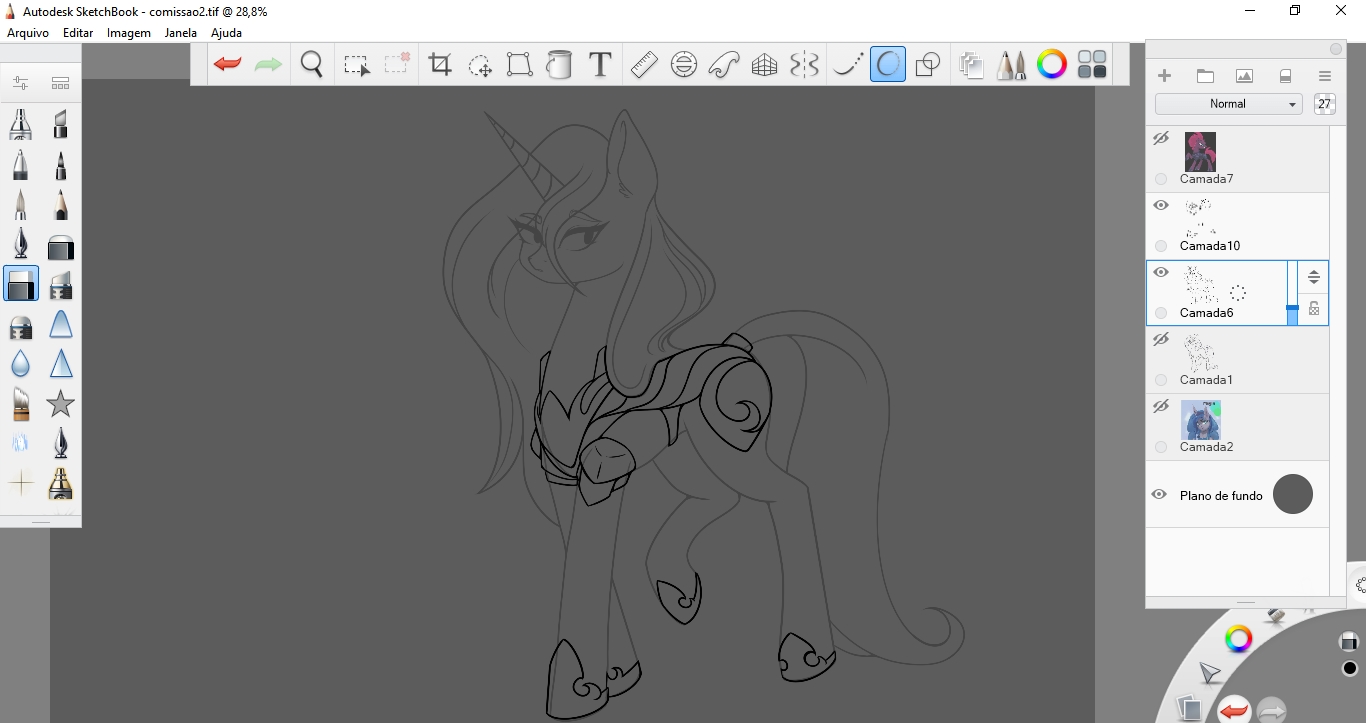 Autodesk SketchBook - comissao2.tif @ 28,8%
Arquivo Editar Imagem Janela Ajuda
T
Normal 27
Camada7
Camada10
Camada6
Camada1
Camada2
Plano de fundo